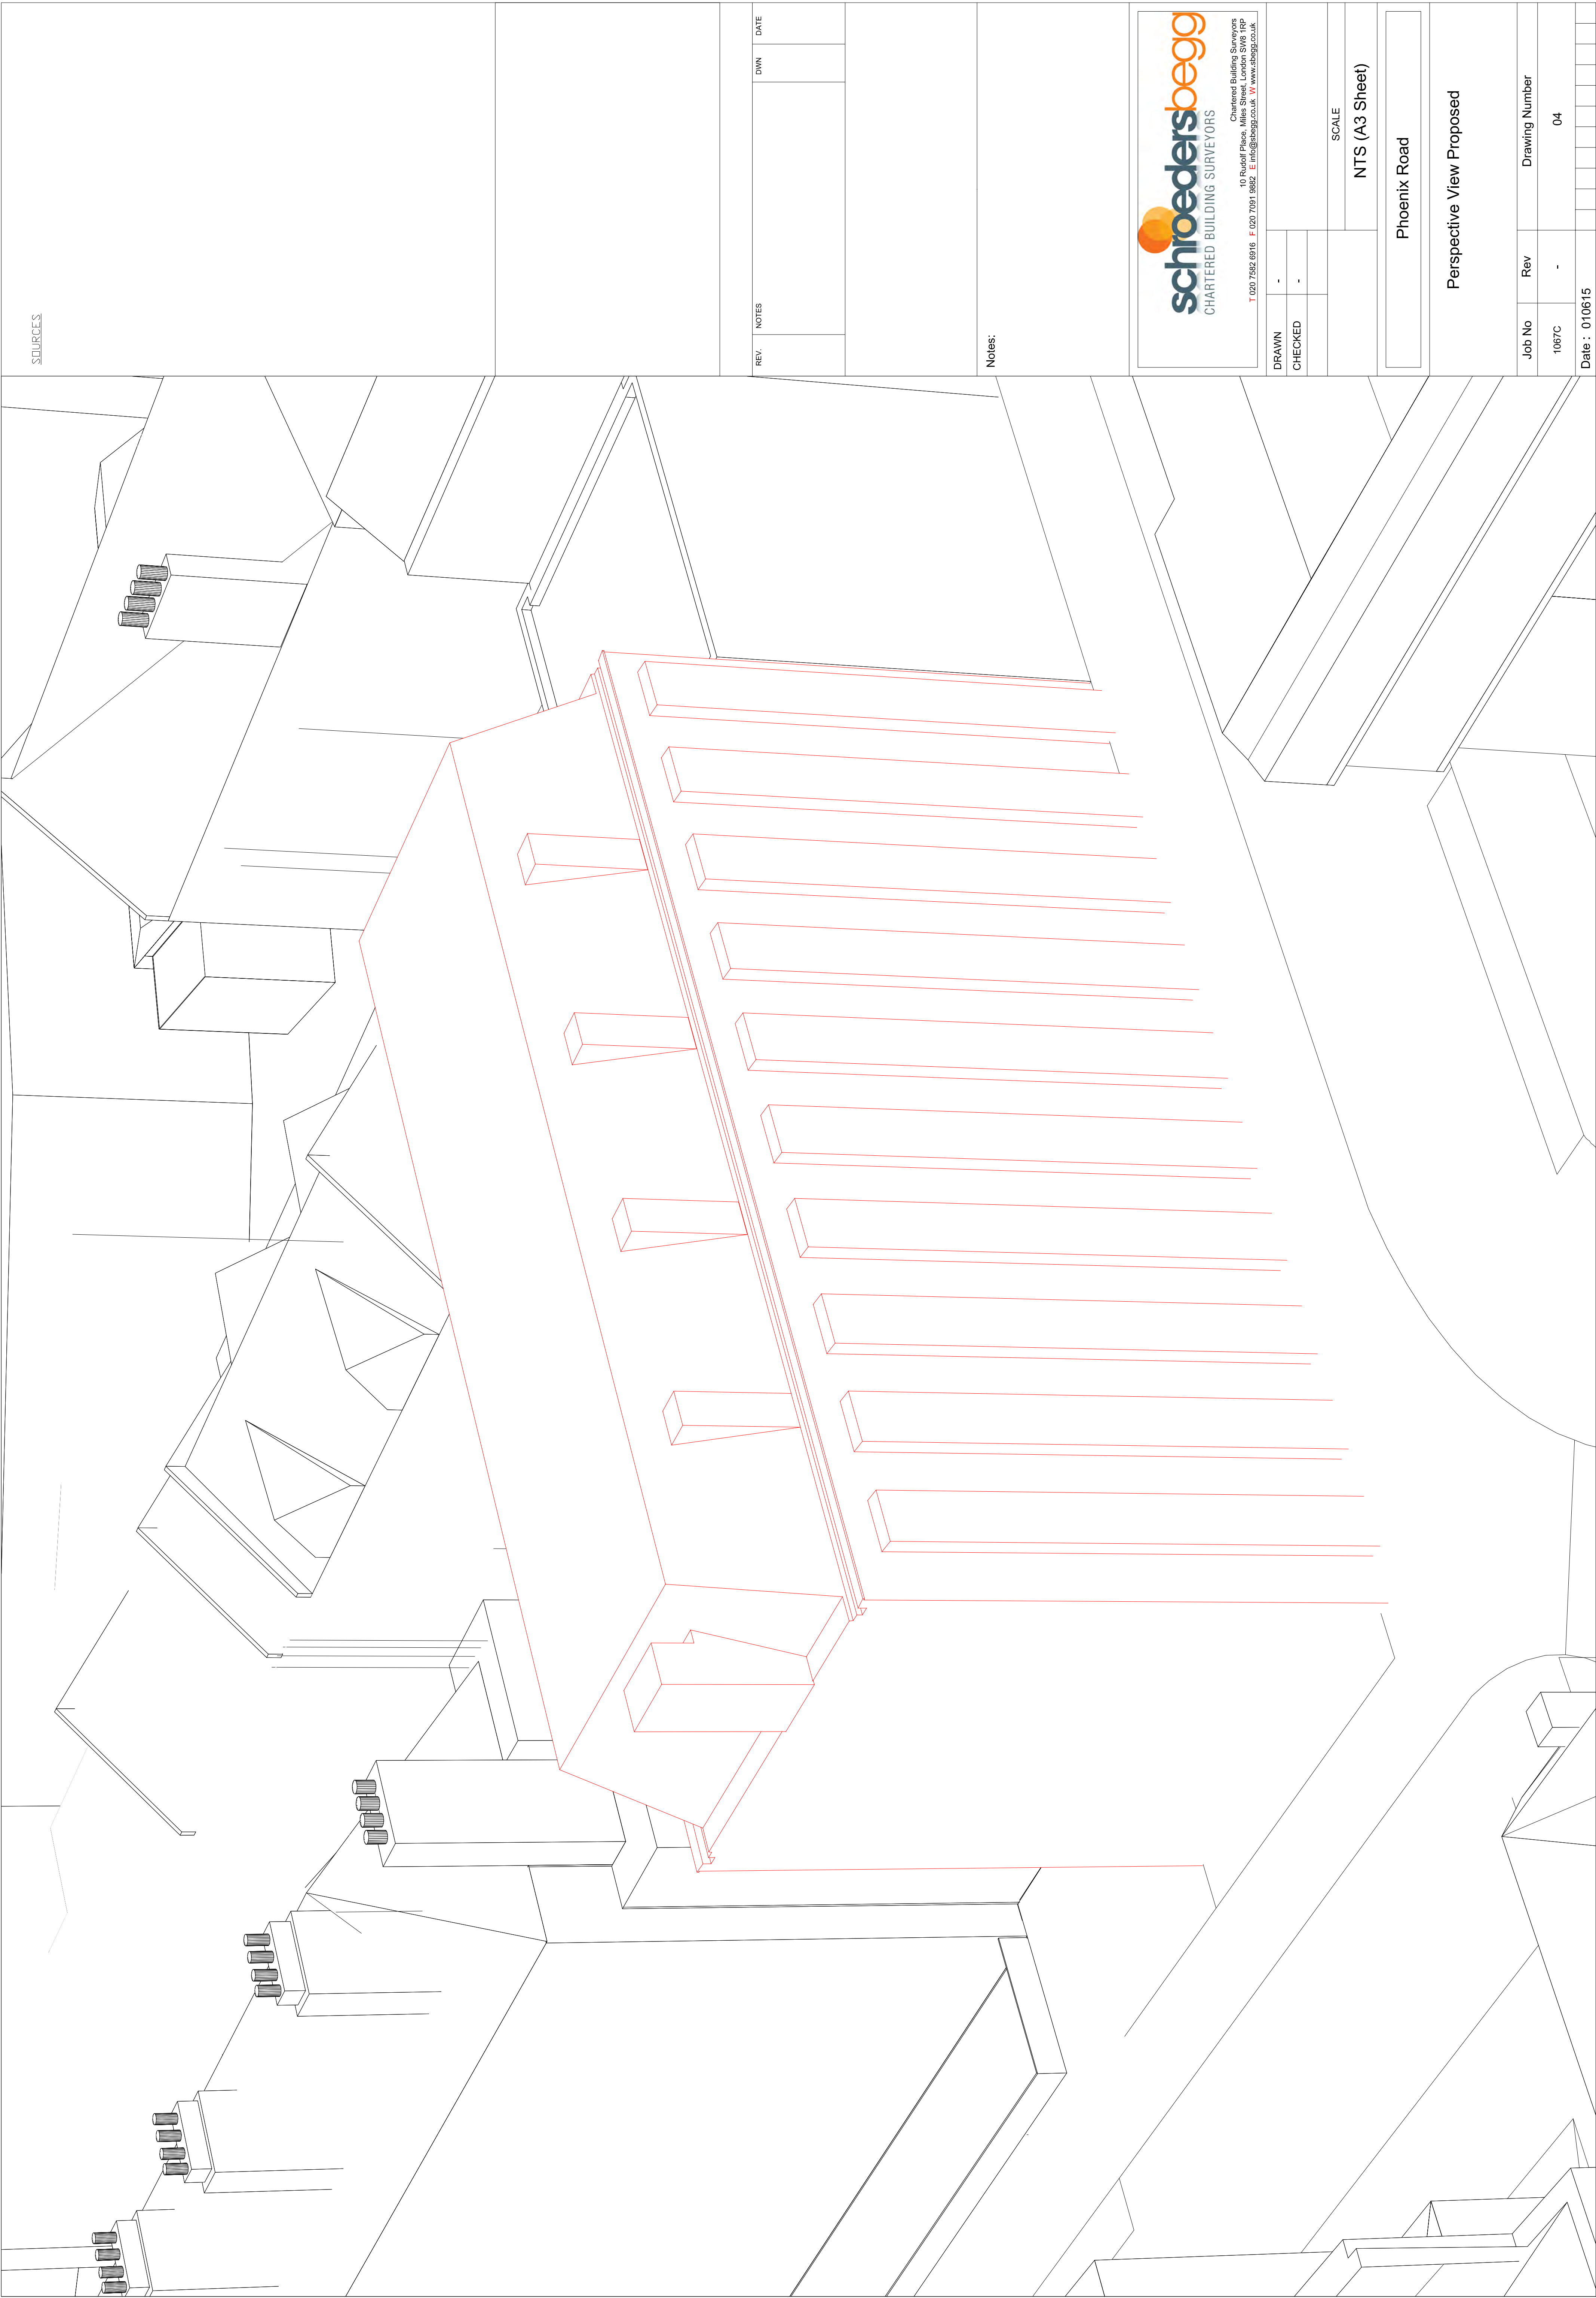 SOURCES
REV. NOTES DWN DATE
Notes:
schroedersbegg
CHARTERED BUILDING SURVEYORS
Chartered Building Surveyors
10 Rudolf Place, Miles Street, London SW8 1RP
T 020 7582 6916 F 020 7091 9882 E info@sbegg.co.uk W www.sbegg.co.uk
DRAWN -
CHECKED -
SCALE
NTS (A3 Sheet)
Phoenix Road
Perspective View Proposed
Job No Rev Drawing Number
1067C - 04
Date : 010615